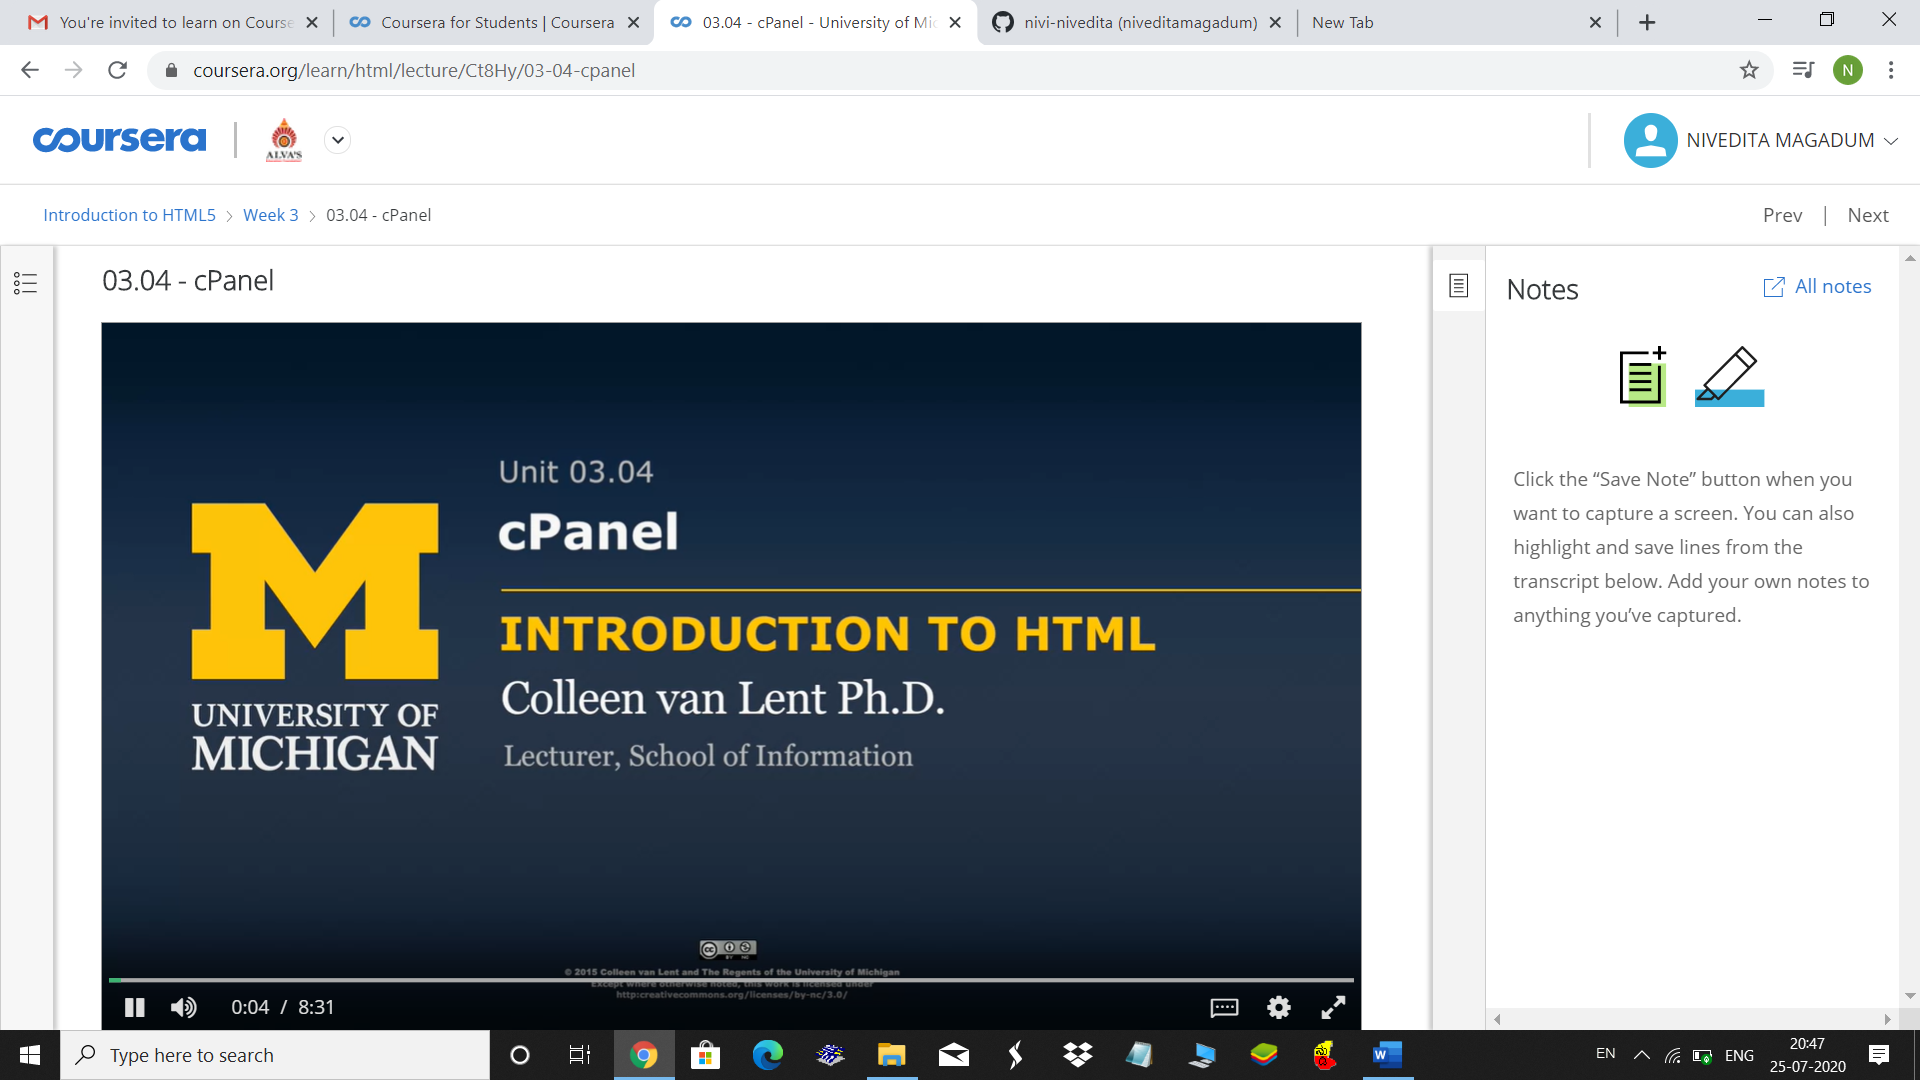 You're invited to learn on Course
Coursera for Students | Coursera
03.04 - cPanel - University of Mic
nivi-nivedita (niveditamagadum)
New Tab
coursera.org/learn/html/lecture/Ct8Hy/03-04-cpanel
N
coursera
ALVA'S
NIVEDITA MAGADUM
Introduction to HTML5 > Week 3 > 03.04 - cPanel
Prev | Next
03.04 - cPanel
Notes
All notes
Click the “Save Note” button when you
want to capture a screen. You can also
highlight and save lines from the
transcript below. Add your own notes to
anything you’ve captured.
Unit 03.04
cPanel
INTRODUCTION TO HTML
Colleen van Lent Ph.D.
Lecturer, School of Information
UNIVERSITY OF
MICHIGAN
cc
BY NC
© 2015 Colleen van Lent and The Regents of the University of Michigan
Except where otherwise noted, this work is licensed under
http:creativecommons.org/licenses/by-nc/3.0/
0:04 / 8:31
Type here to search
W
EN
ENG
20:47
25-07-2020